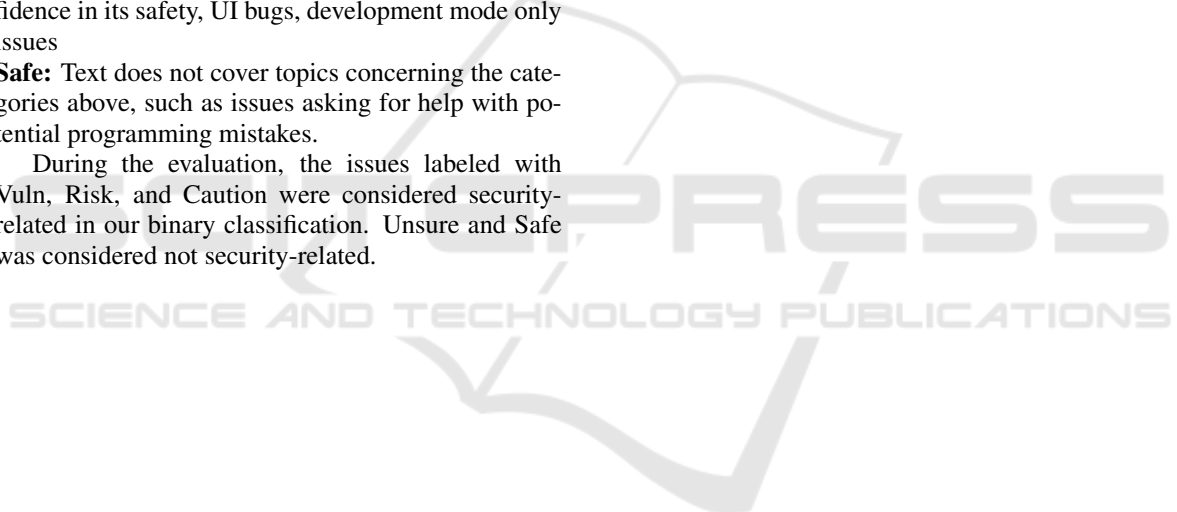 fidence in its safety, UI bugs, development mode only
issues
Safe: Text does not cover topics concerning the cate-
gories above, such as issues asking for help with po-
tential programming mistakes.
During the evaluation, the issues labeled with
Vuln, Risk, and Caution were considered security-
related in our binary classification. Unsure and Safe
was considered not security-related.
SCITEPRESS
SCIENCE AND TECHNOLOGY PUBLICATIONS